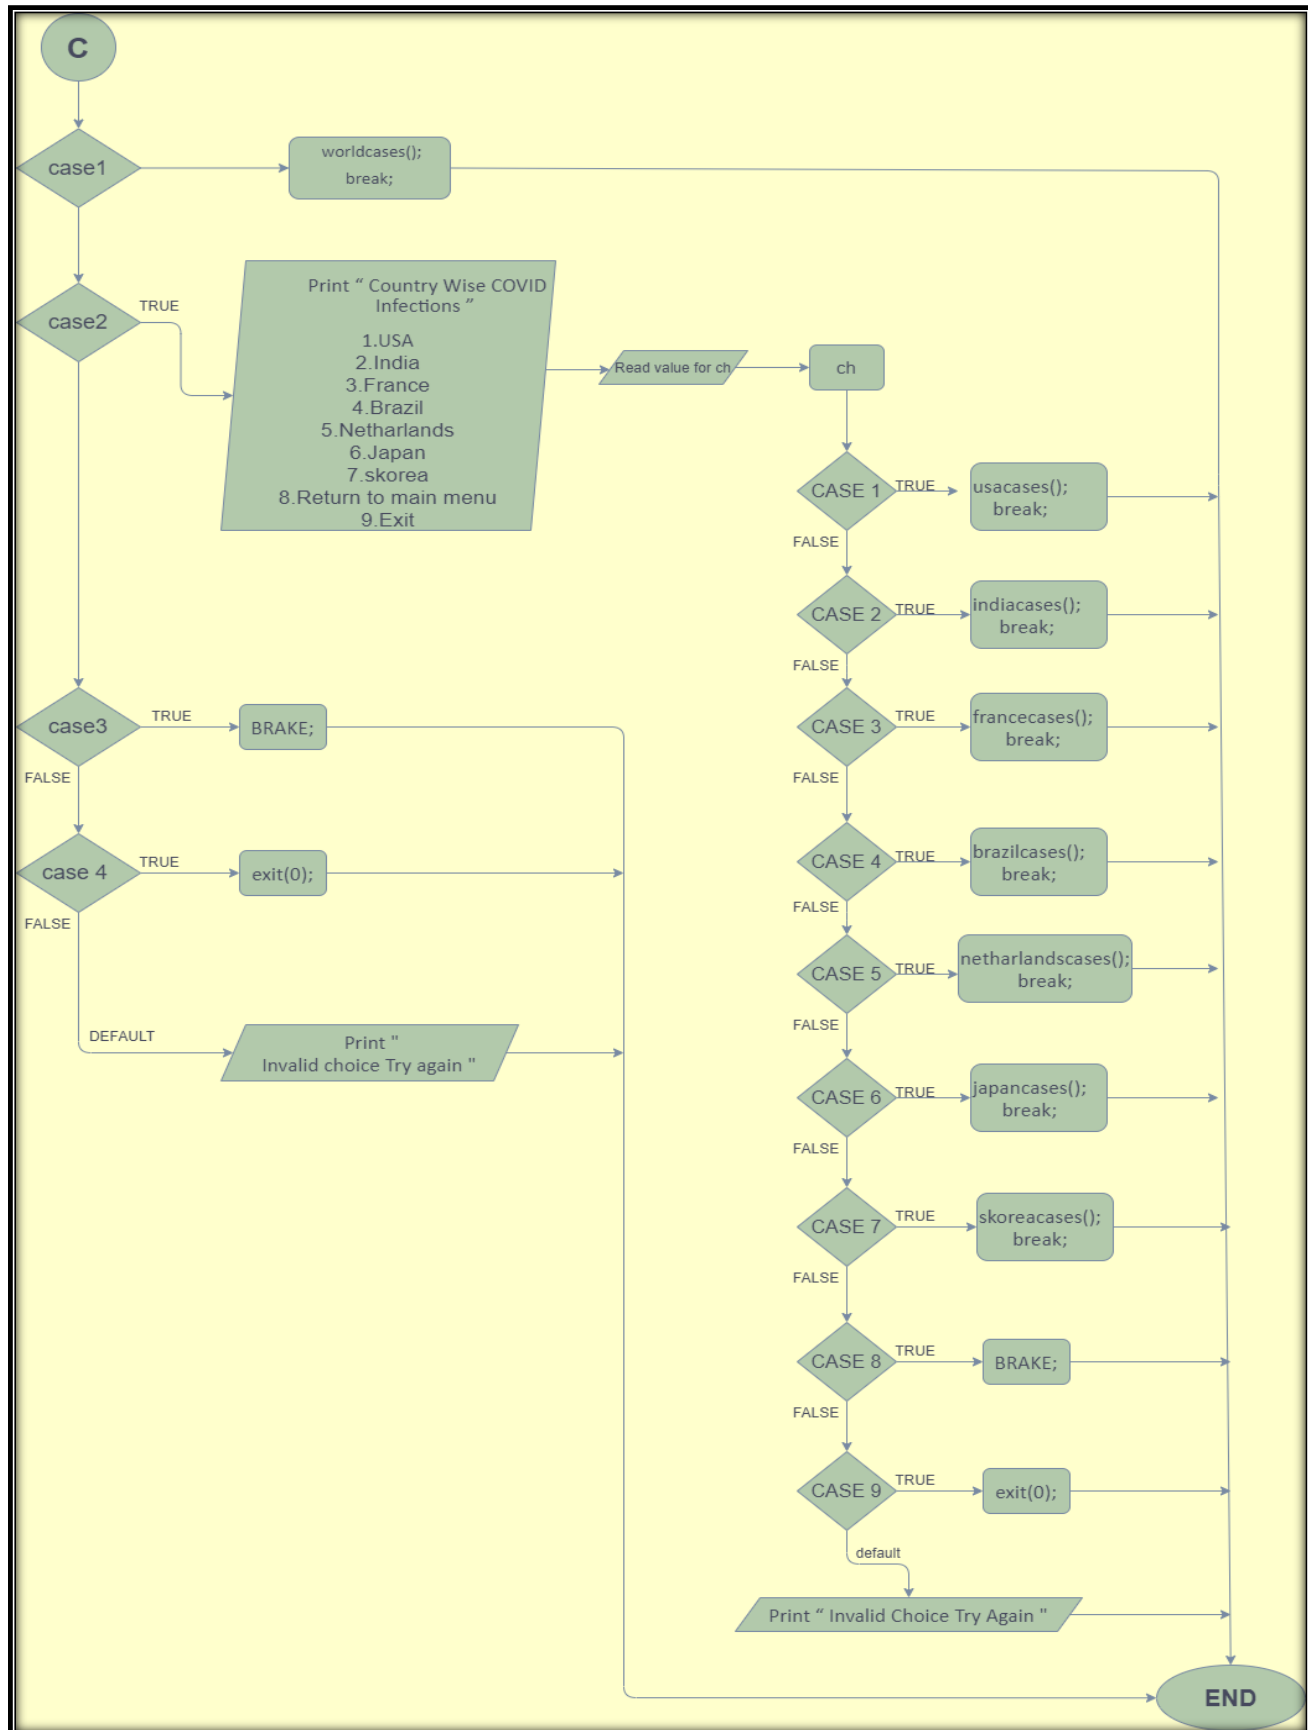 C
case1
worldcases();
break;
case2
TRUE
Print “ Country Wise COVID
Infections ”
1.USA
2.India
3.France
4.Brazil
5.Netharlands
6.Japan
7.skorea
8.Return to main menu
9.Exit
Read value for ch
ch
CASE 1
TRUE
usacases();
break;
FALSE
CASE 2
TRUE
indiacases();
break;
FALSE
CASE 3
TRUE
francecases();
break;
FALSE
CASE 4
TRUE
brazilcases();
break;
FALSE
CASE 5
TRUE
netharlandscases();
break;
FALSE
CASE 6
TRUE
japancases();
break;
FALSE
CASE 7
TRUE
skoreacases();
break;
FALSE
CASE 8
TRUE
BRAKE;
FALSE
CASE 9
TRUE
exit(0);
default
Print “ Invalid Choice Try Again "
case3
TRUE
BRAKE;
FALSE
case 4
TRUE
exit(0);
FALSE
DEFAULT
Print "
Invalid choice Try again "
END